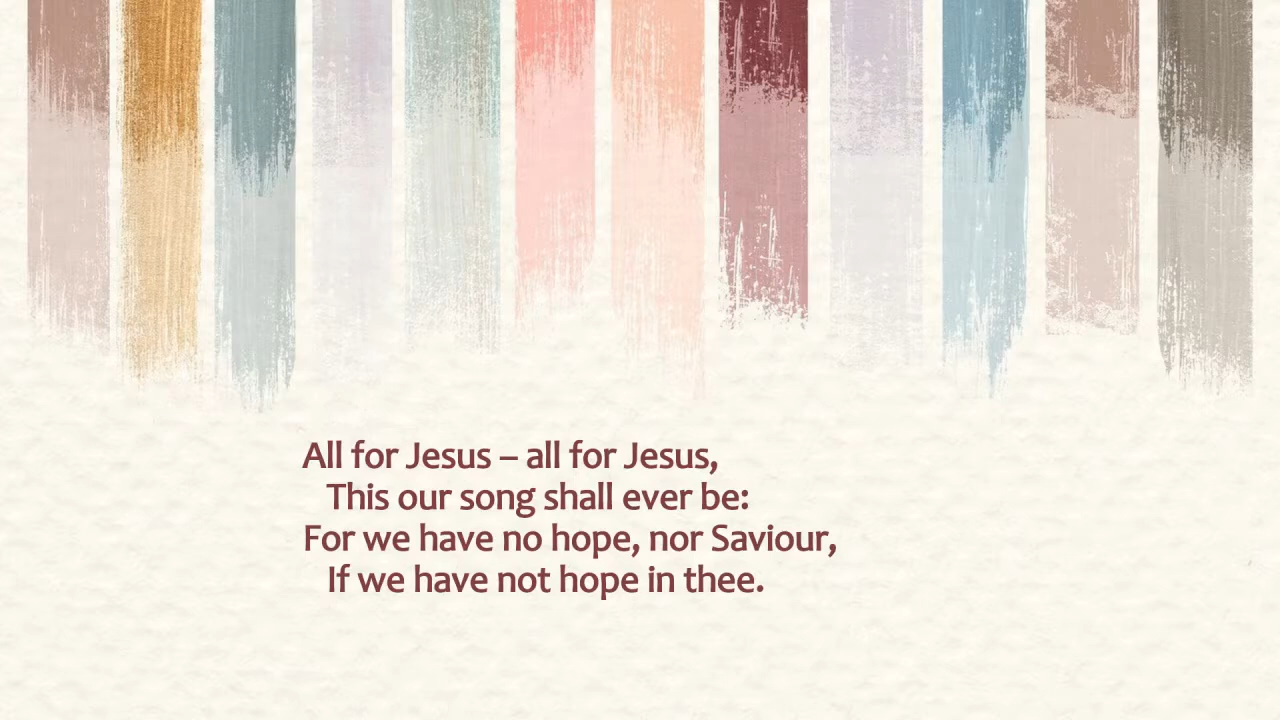 All for Jesus – all for Jesus,
This our song shall ever be:
For we have no hope, nor Saviour,
If we have not hope in thee.